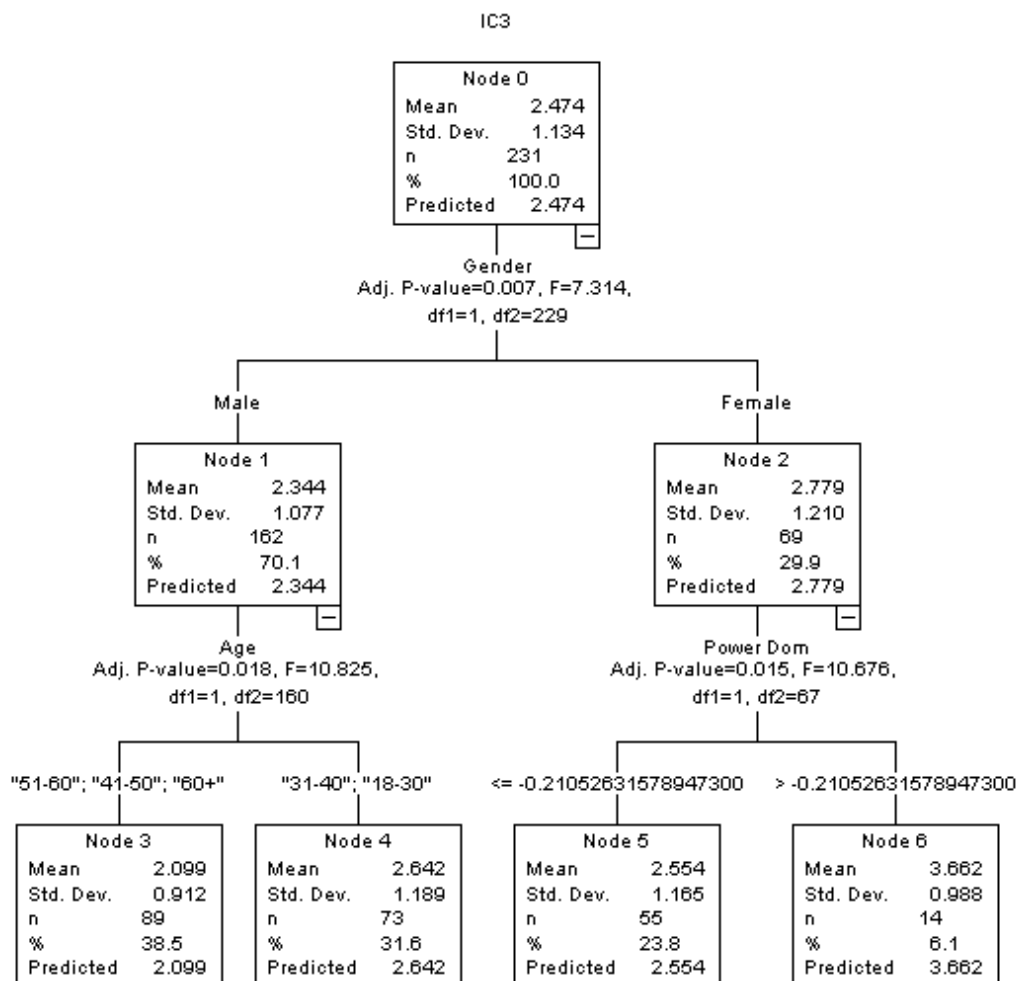 IC3
Node 0
Mean 2.474
Std. Dev. 1.134
n 231
% 100.0
Predicted 2.474
Gender
Adj. P-value=0.007, F=7.314,
df1=1, df2=229
Male
Female
Node 1
Mean 2.344
Std. Dev. 1.077
n 162
% 70.1
Predicted 2.344
Node 2
Mean 2.779
Std. Dev. 1.210
n 69
% 29.9
Predicted 2.779
Age
Adj. P-value=0.018, F=10.825,
df1=1, df2=160
Power Dom
Adj. P-value=0.015, F=10.676,
df1=1, df2=67
"51-60"; "41-50"; "60+"
"31-40"; "18-30"
<= -0.210526315789473​00
> -0.21052631578947300
Node 3
Mean 2.099
Std. Dev. 0.912
n 89
% 38.5
Predicted 2.099
Node 4
Mean 2.642
Std. Dev. 1.189
n 73
% 31.6
Predicted 2.642
Node 5
Mean 2.554
Std. Dev. 1.165
n 55
% 23.8
Predicted 2.554
Node 6
Mean 3.662
Std. Dev. 0.988
n 14
% 6.1
Predicted 3.662